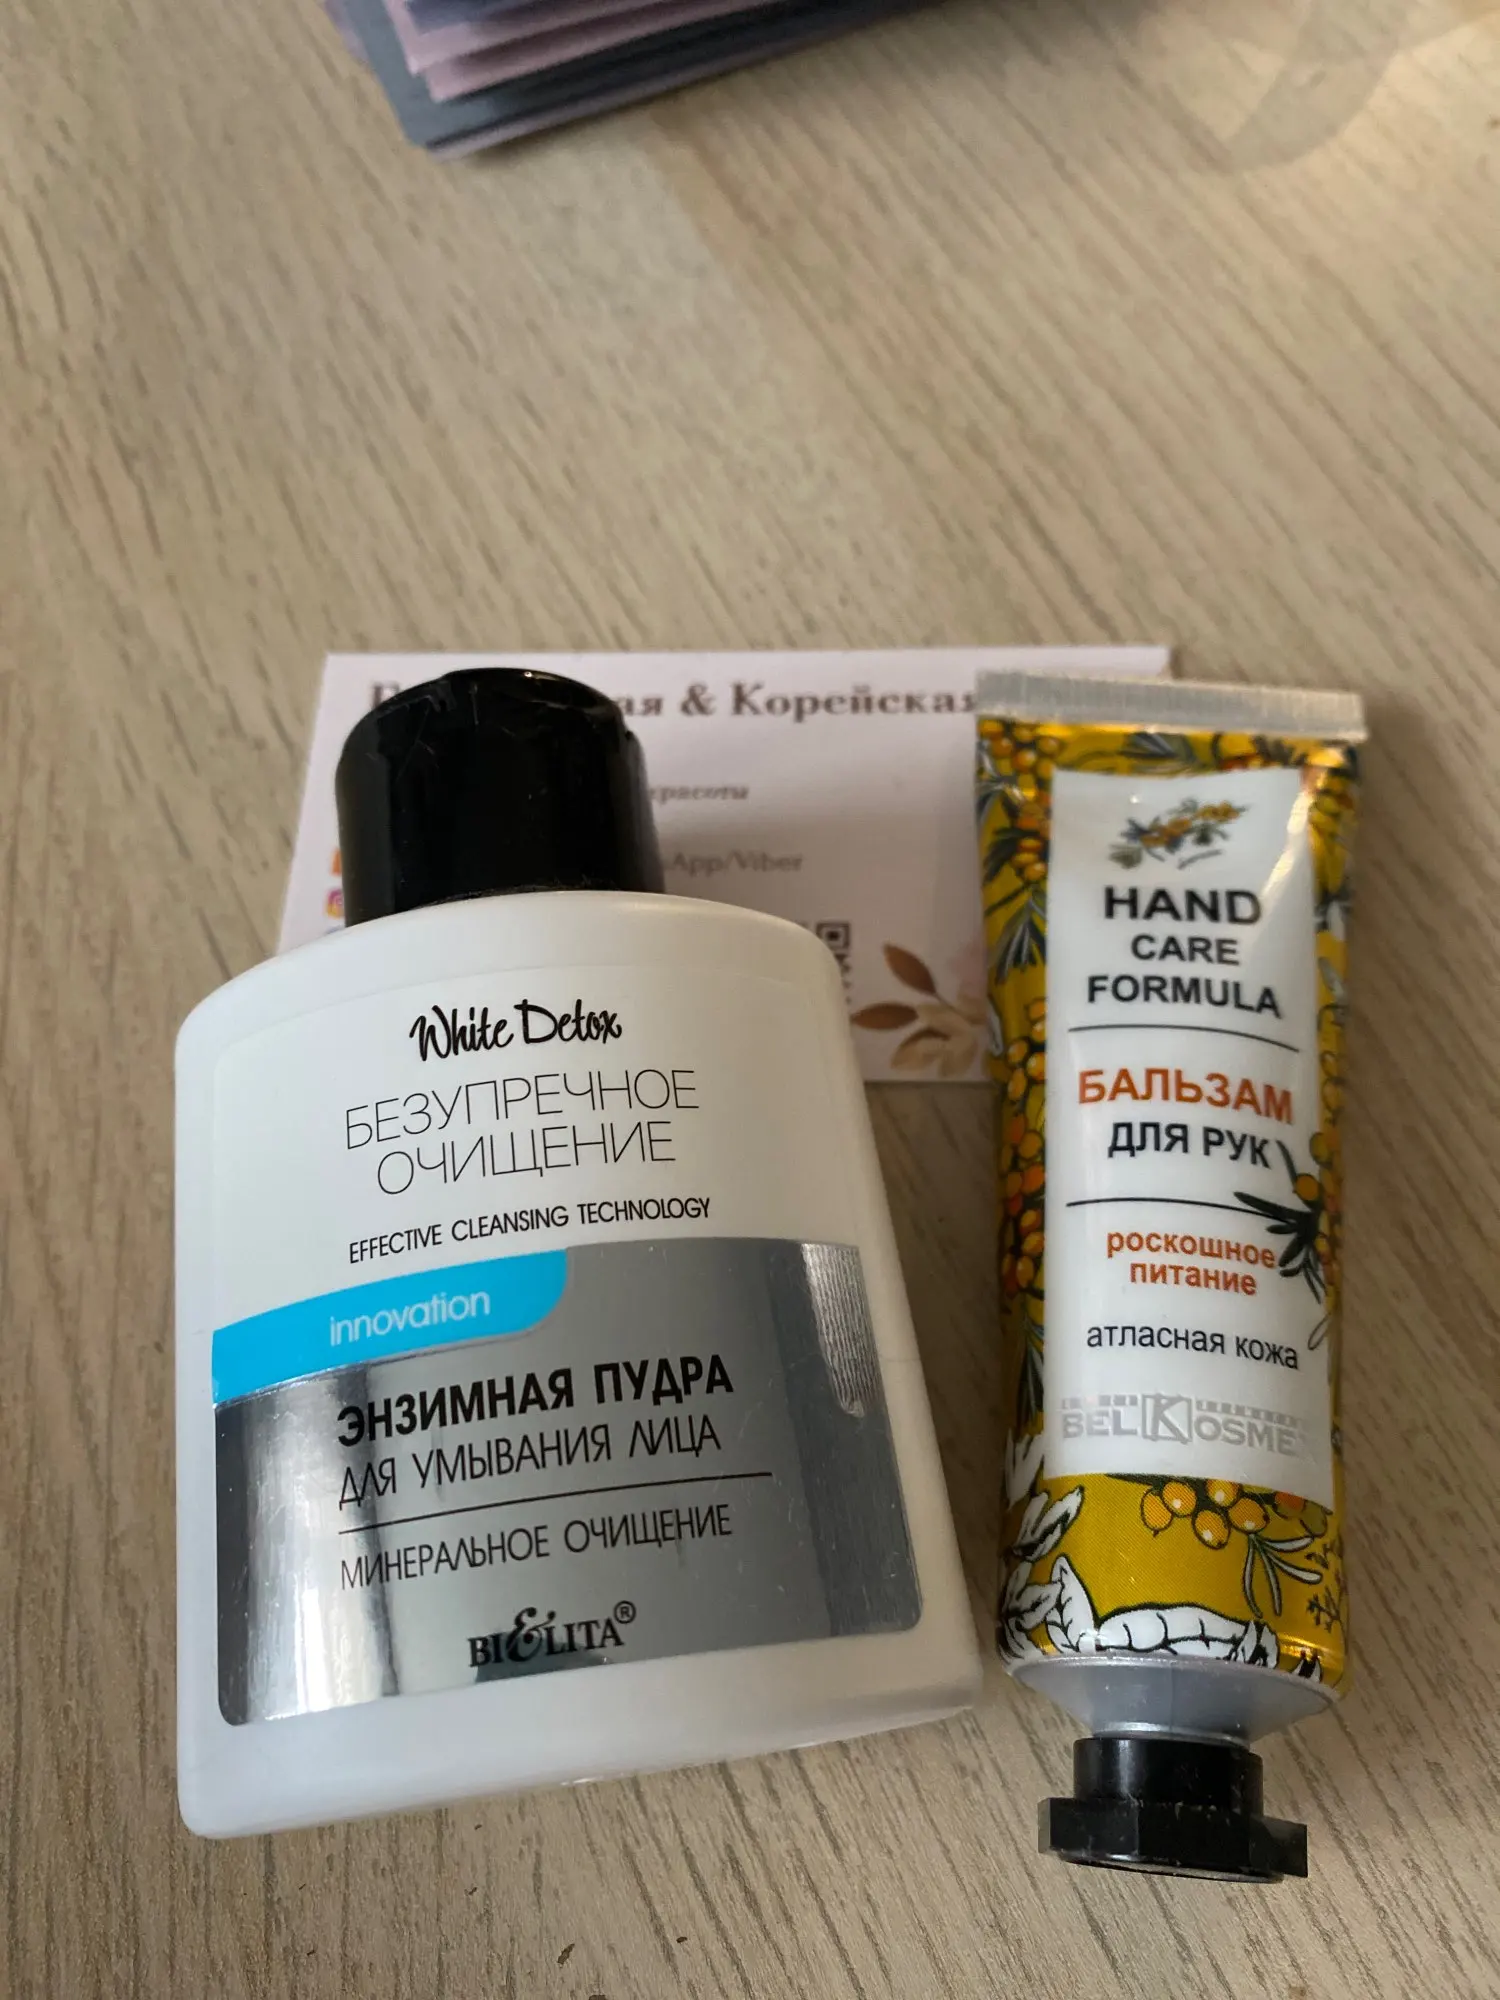 & Корейская
красоты
App/Viber
White Detox
БЕЗУПРЕЧНОЕ
ОЧИЩЕНИЕ
EFFECTIVE CLEANSING TECHNOLOGY
innovation
ЭНЗИМНАЯ ПУДРА
ДЛЯ УМЫВАНИЯ ЛИЦА
МИНЕРАЛЬНОЕ ОЧИЩЕНИЕ
BIELITA®
HAND
CARE
FORMULA
БАЛЬЗАМ
ДЛЯ РУК
роскошное
питание
атласная кожа
BELKOSME